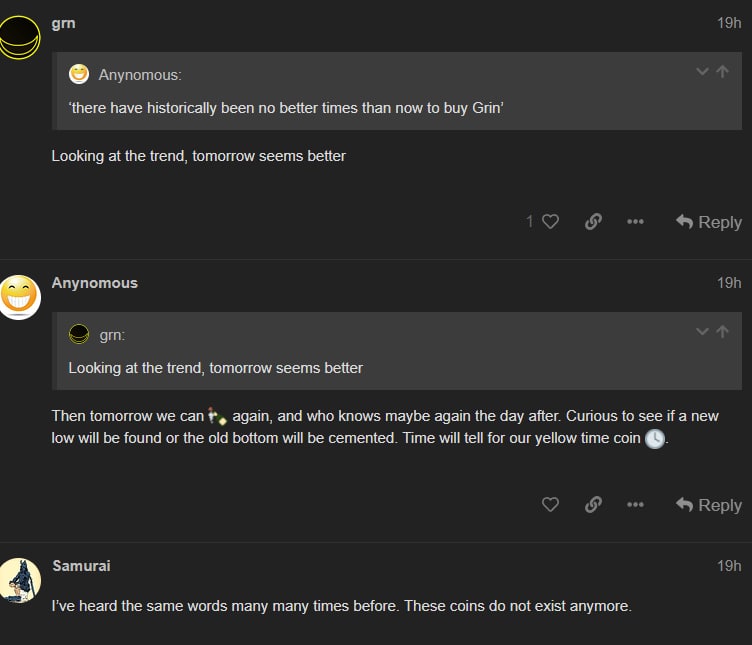 grn 19h
Anynomous:
‘there have historically been no better times than now to buy Grin’
Looking at the trend, tomorrow seems better
1 Reply
Anynomous 19h
grn:
Looking at the trend, tomorrow seems better
Then tomorrow we can again, and who knows maybe again the day after. Curious to see if a new
low will be found or the old bottom will be cemented. Time will tell for our yellow time coin .
Reply
Samurai 19h
I’ve heard the same words many many times before. These coins do not exist anymore.